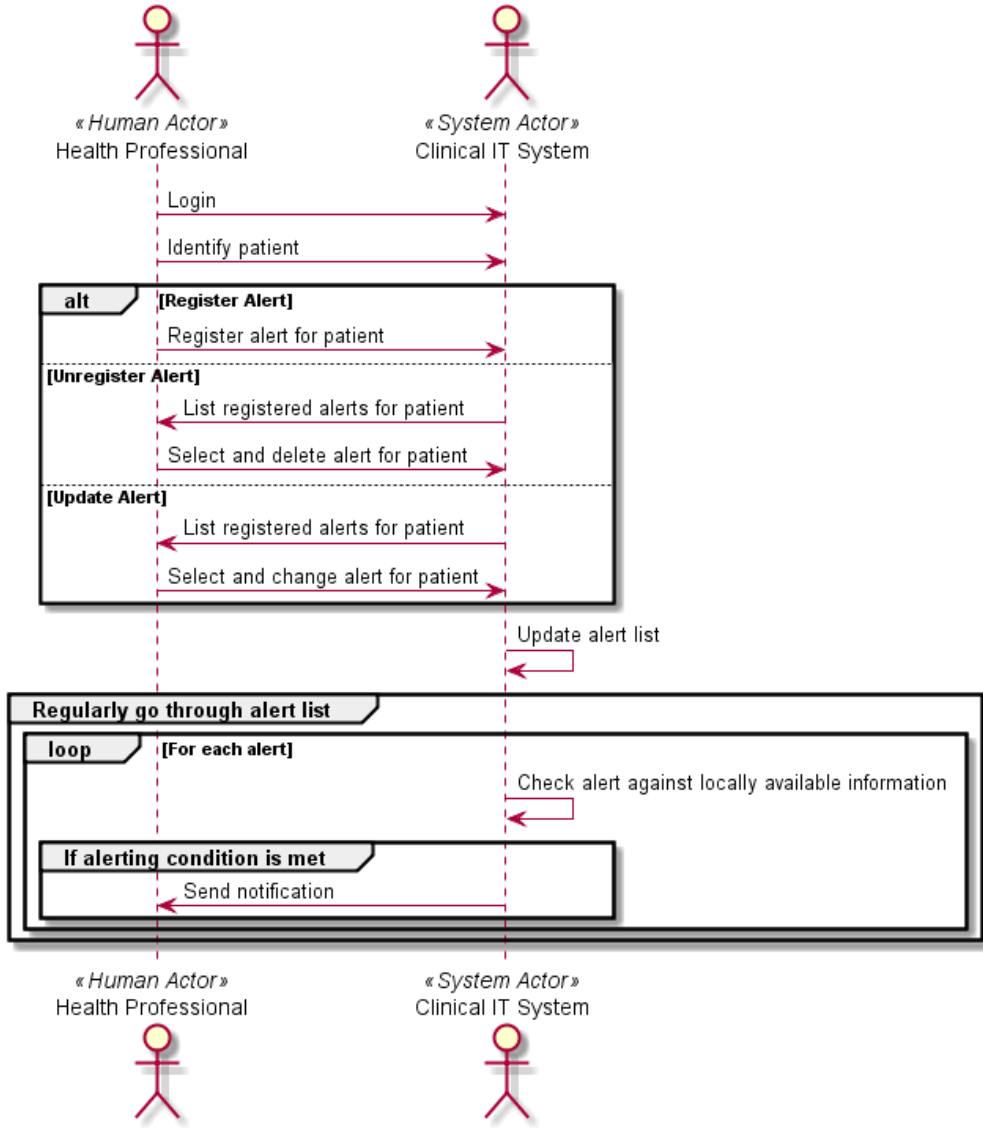 «Human Actor»
Health Professional
«System Actor»
Clinical IT System
Login
Identify patient
alt [Register Alert]
Register alert for patient
[Unregister Alert]
List registered alerts for patient
Select and delete alert for patient
[Update Alert]
List registered alerts for patient
Select and change alert for patient
Update alert list
Regularly go through alert list
loop [For each alert]
Check alert against locally available information
If alerting condition is met
Send notification
«Human Actor»
Health Professional
«System Actor»
Clinical IT System